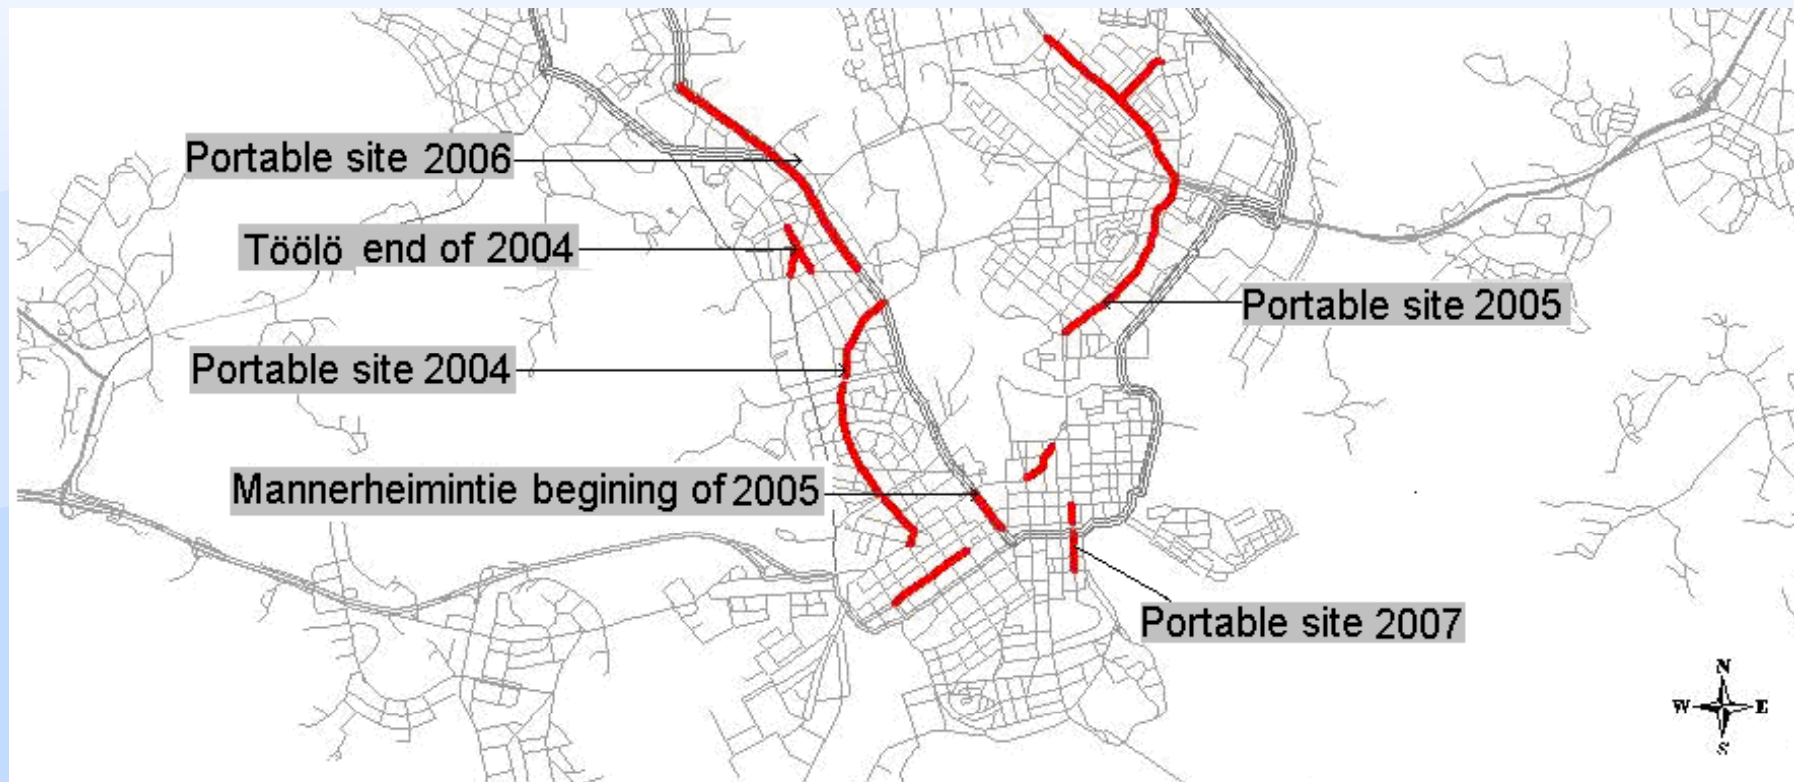 Portable site 2006
Töölö end of 2004
Portable site 2005
Portable site 2004
Mannerheimintie begining of 2005
Portable site 2007
N
W E
S